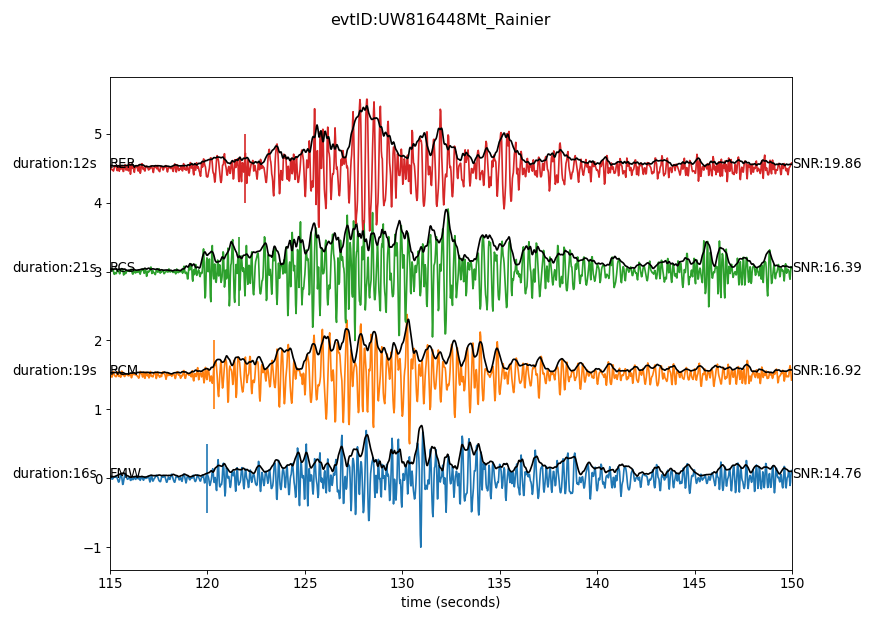 evtID:UW816448Mt_Rainier
5
duration:12s RER SNR:19.86
4
duration:21s 3 RCS SNR:16.39
2
duration:19s RCM SNR:16.92
1
duration:16s 0 FMW SNR:14.76
−1
115 120 125 130 135 140 145 150
time (seconds)